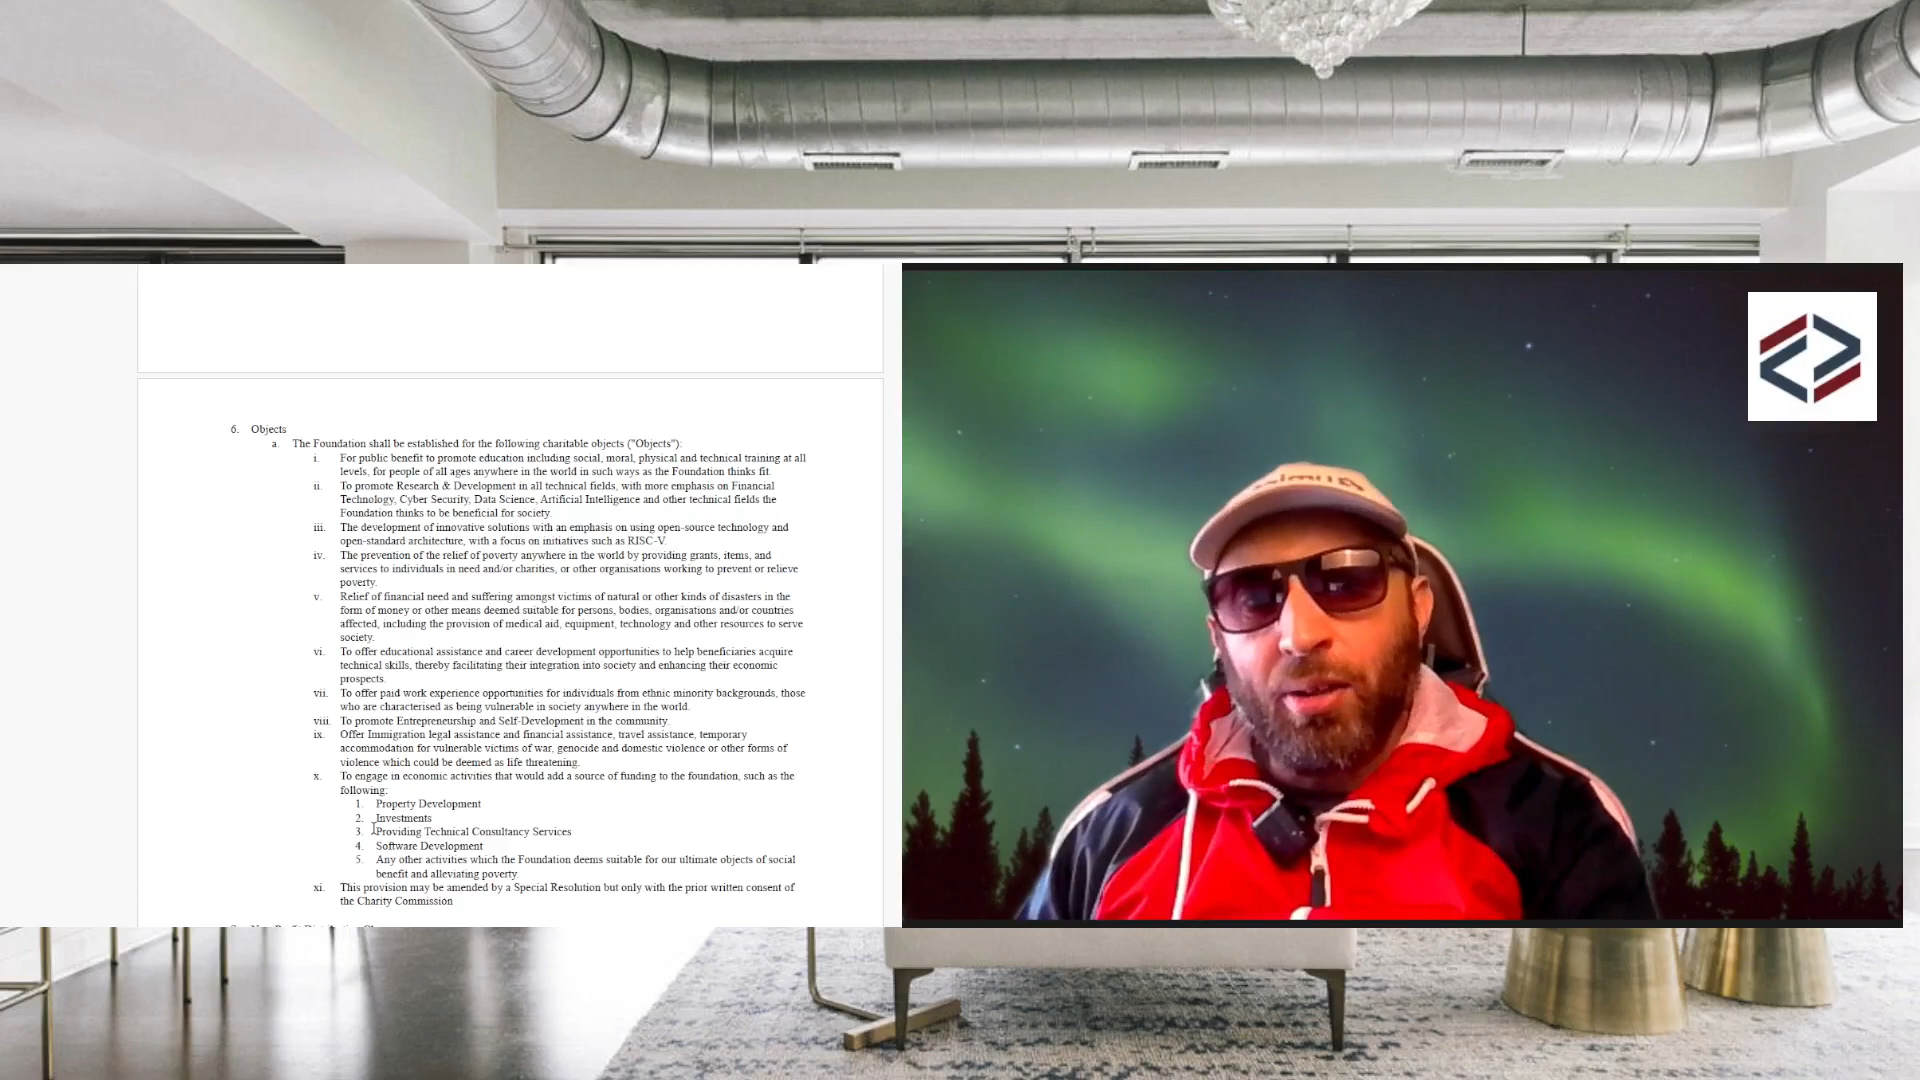 6. Objects
a. The Foundation shall be established for the following charitable objects ("Objects"):
i. For public benefit to promote education including social, moral, physical and technical training at all
levels, for people of all ages anywhere in the world in such ways as the Foundation thinks fit.
ii. To promote Research & Development in all technical fields, with more emphasis on Financial
Technology, Cyber Security, Data Science, Artificial Intelligence and other technical fields the
Foundation thinks to be beneficial for society.
iii. The development of innovative solutions with an emphasis on using open-source technology and
open-standard architecture, with a focus on initiatives such as RISC-V.
iv. The prevention of the relief of poverty anywhere in the world by providing grants, items, and
services to individuals in need and/or charities, or other organisations working to prevent or relieve
poverty.
v. Relief of financial need and suffering amongst victims of natural or other kinds of disasters in the
form of money or other means deemed suitable for persons, bodies, organisations and/or countries
affected, including the provision of medical aid, equipment, technology and other resources to serve
society.
vi. To offer educational assistance and career development opportunities to help beneficiaries acquire
technical skills, thereby facilitating their integration into society and enhancing their economic
prospects.
vii. To offer paid work experience opportunities for individuals from ethnic minority backgrounds, those
who are characterised as being vulnerable in society anywhere in the world.
viii. To promote Entrepreneurship and Self-Development in the community.
ix. Offer Immigration legal assistance and financial assistance, travel assistance, temporary
accommodation for vulnerable victims of war, genocide and domestic violence or other forms of
violence which could be deemed as life threatening.
x. To engage in economic activities that would add a source of funding to the foundation, such as the
following:
1. Property Development
2. Investments
3. Providing Technical Consultancy Services
4. Software Development
5. Any other activities which the Foundation deems suitable for our ultimate objects of social
benefit and alleviating poverty.
xi. This provision may be amended by a Special Resolution but only with the prior written consent of
the Charity Commission